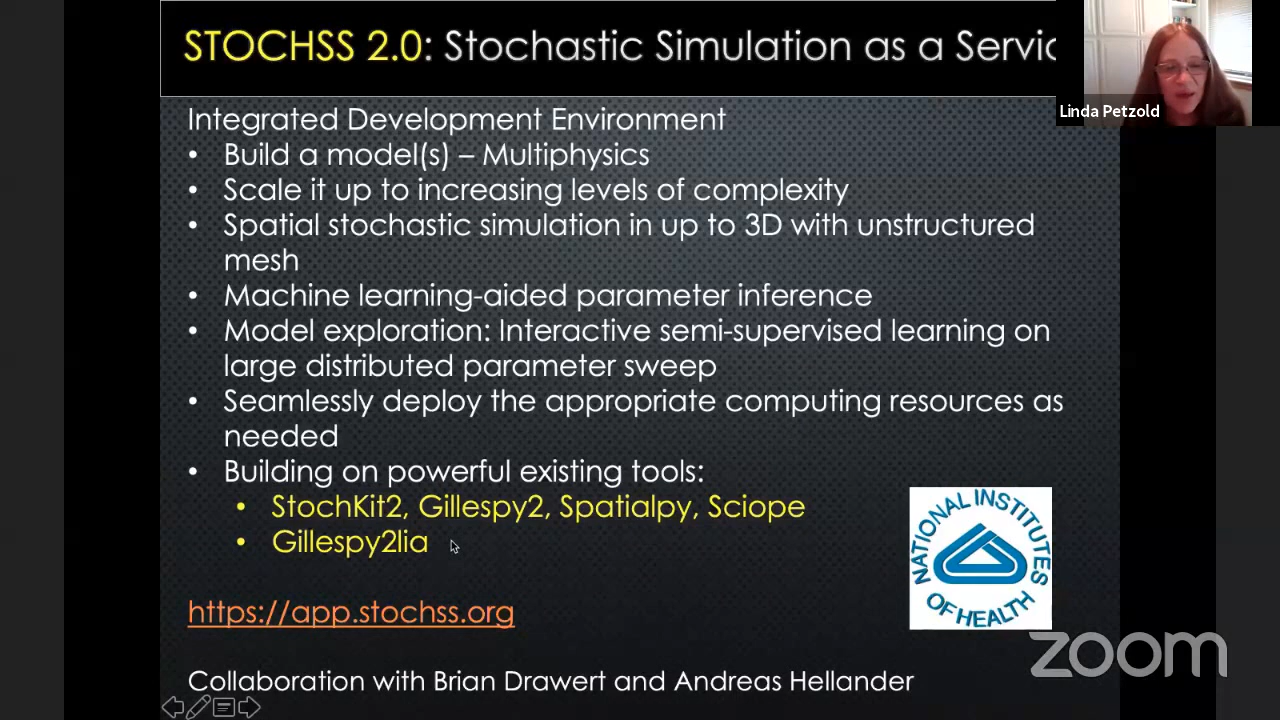 STOCHSS 2.0: Stochastic Simulation as a Servic
Linda Petzold
Integrated Development Environment
• Build a model(s) – Multiphysics
• Scale it up to increasing levels of complexity
• Spatial stochastic simulation in up to 3D with unstructured
mesh
• Machine learning-aided parameter inference
• Model exploration: Interactive semi-supervised learning on
large distributed parameter sweep
• Seamlessly deploy the appropriate computing resources as
needed
• Building on powerful existing tools:
• StochKit2, Gillespy2, Spatialpy, Sciope
• Gillespy2lia
NATIONAL INSTITUTES
OF HEALTH
https://app.stochss.org
zoom
Collaboration with Brian Drawert and Andreas Hellander